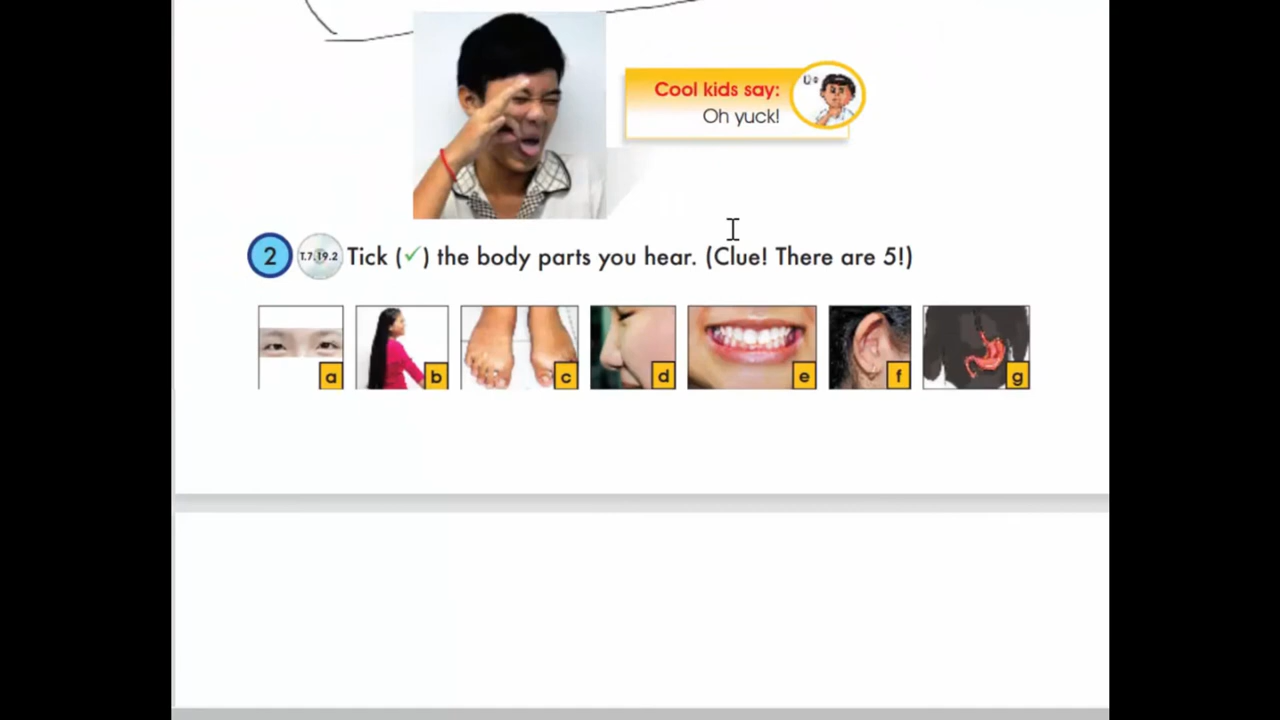 Cool kids say:
Oh yuck!
2 T.7.19.2 Tick (✓) the body parts you hear. (Clue! There are 5!)
a b c d e f g